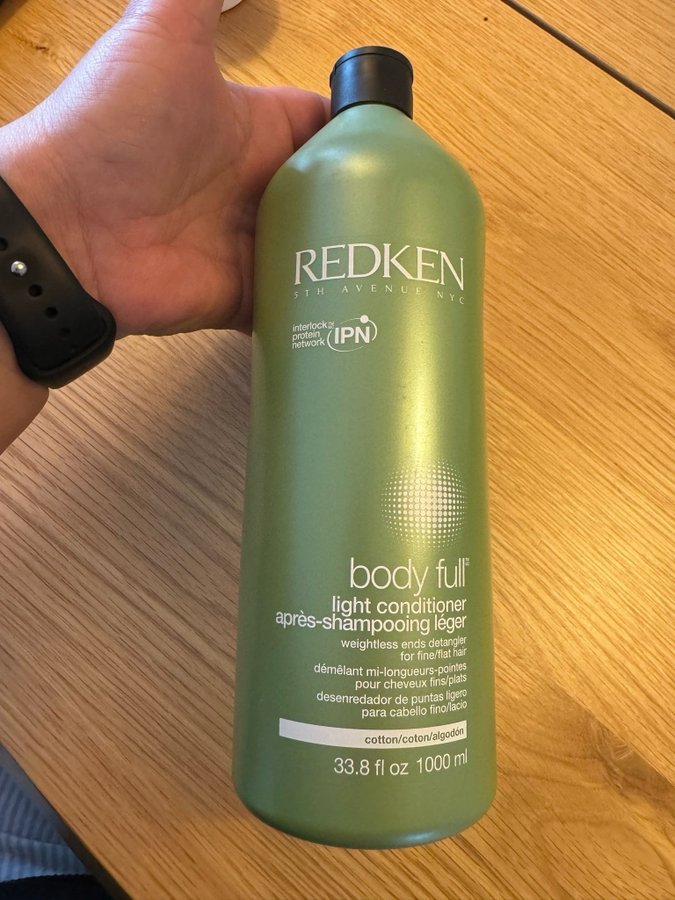 REDKEN
5TH AVENUE NYC
interlock
protein
network
IPN
body full™
light conditioner
après-shampooing léger
weightless ends detangler
for fine/flat hair
démêlant mi-longueurs-pointes
pour cheveux fins/plats
desenredador de puntas ligero
para cabello fino/lacio
cotton/coton/algodón
33.8 fl oz 1000 ml